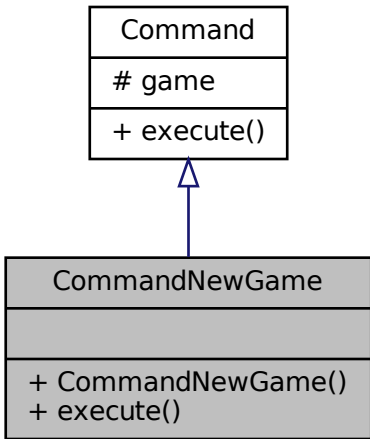 Command
# game
+ execute()
CommandNewGame
+ CommandNewGame()
+ execute()